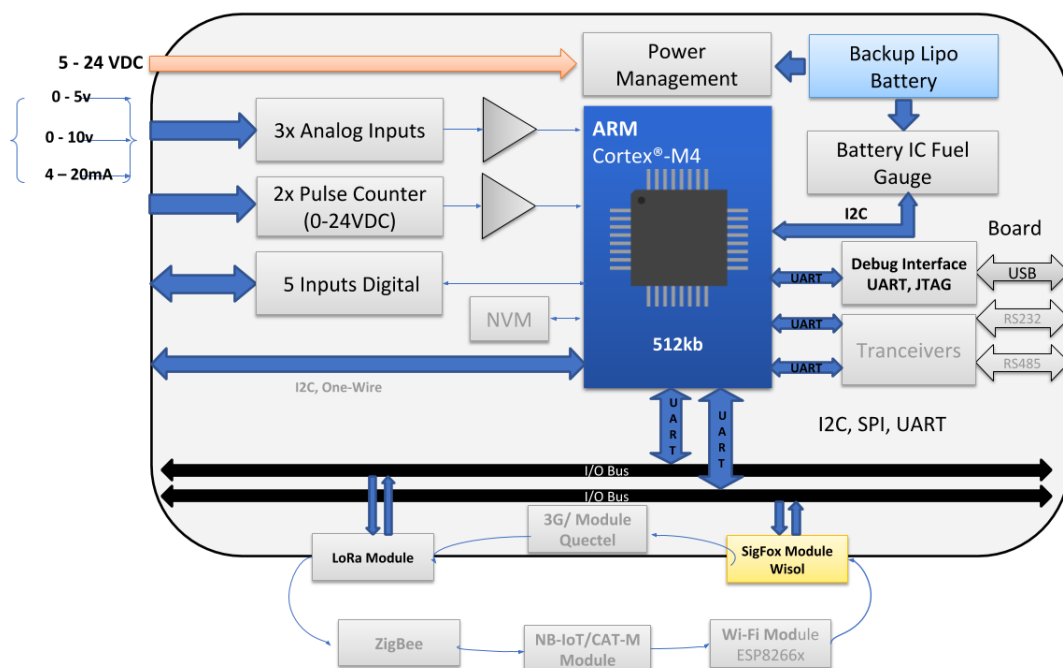 5 - 24 VDC
Power
Management
Backup Lipo
Battery
0 - 5v
0 - 10v
4 – 20mA
3x Analog Inputs
ARM
Cortex®-M4
Battery IC Fuel
Gauge
2x Pulse Counter
(0-24VDC)
I2C
Board
5 Inputs Digital
UART
Debug Interface
UART, JTAG
USB
NVM
512kb
UART
UART
Tranceivers
RS232
RS485
I2C, One-Wire
UART
UART
I2C, SPI, UART
I/O Bus
I/O Bus
3G/ Module
Quectel
LoRa Module
SigFox Module
Wisol
ZigBee
NB-IoT/CAT-M
Module
Wi-Fi Module
ESP8266x